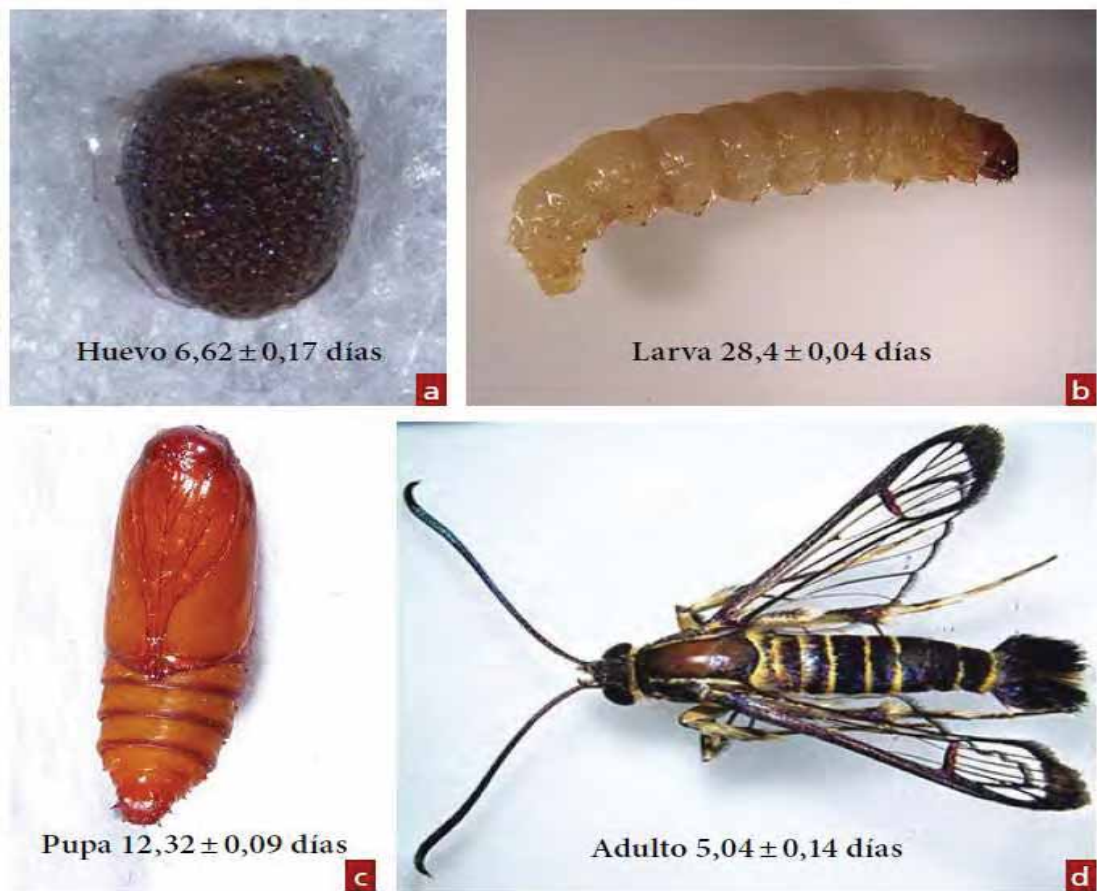 Huevo 6,62 ± 0,17 días
a
Larva 28,4 ± 0,04 días
b
Pupa 12,32 ± 0,09 días
c
Adulto 5,04 ± 0,14 días
d